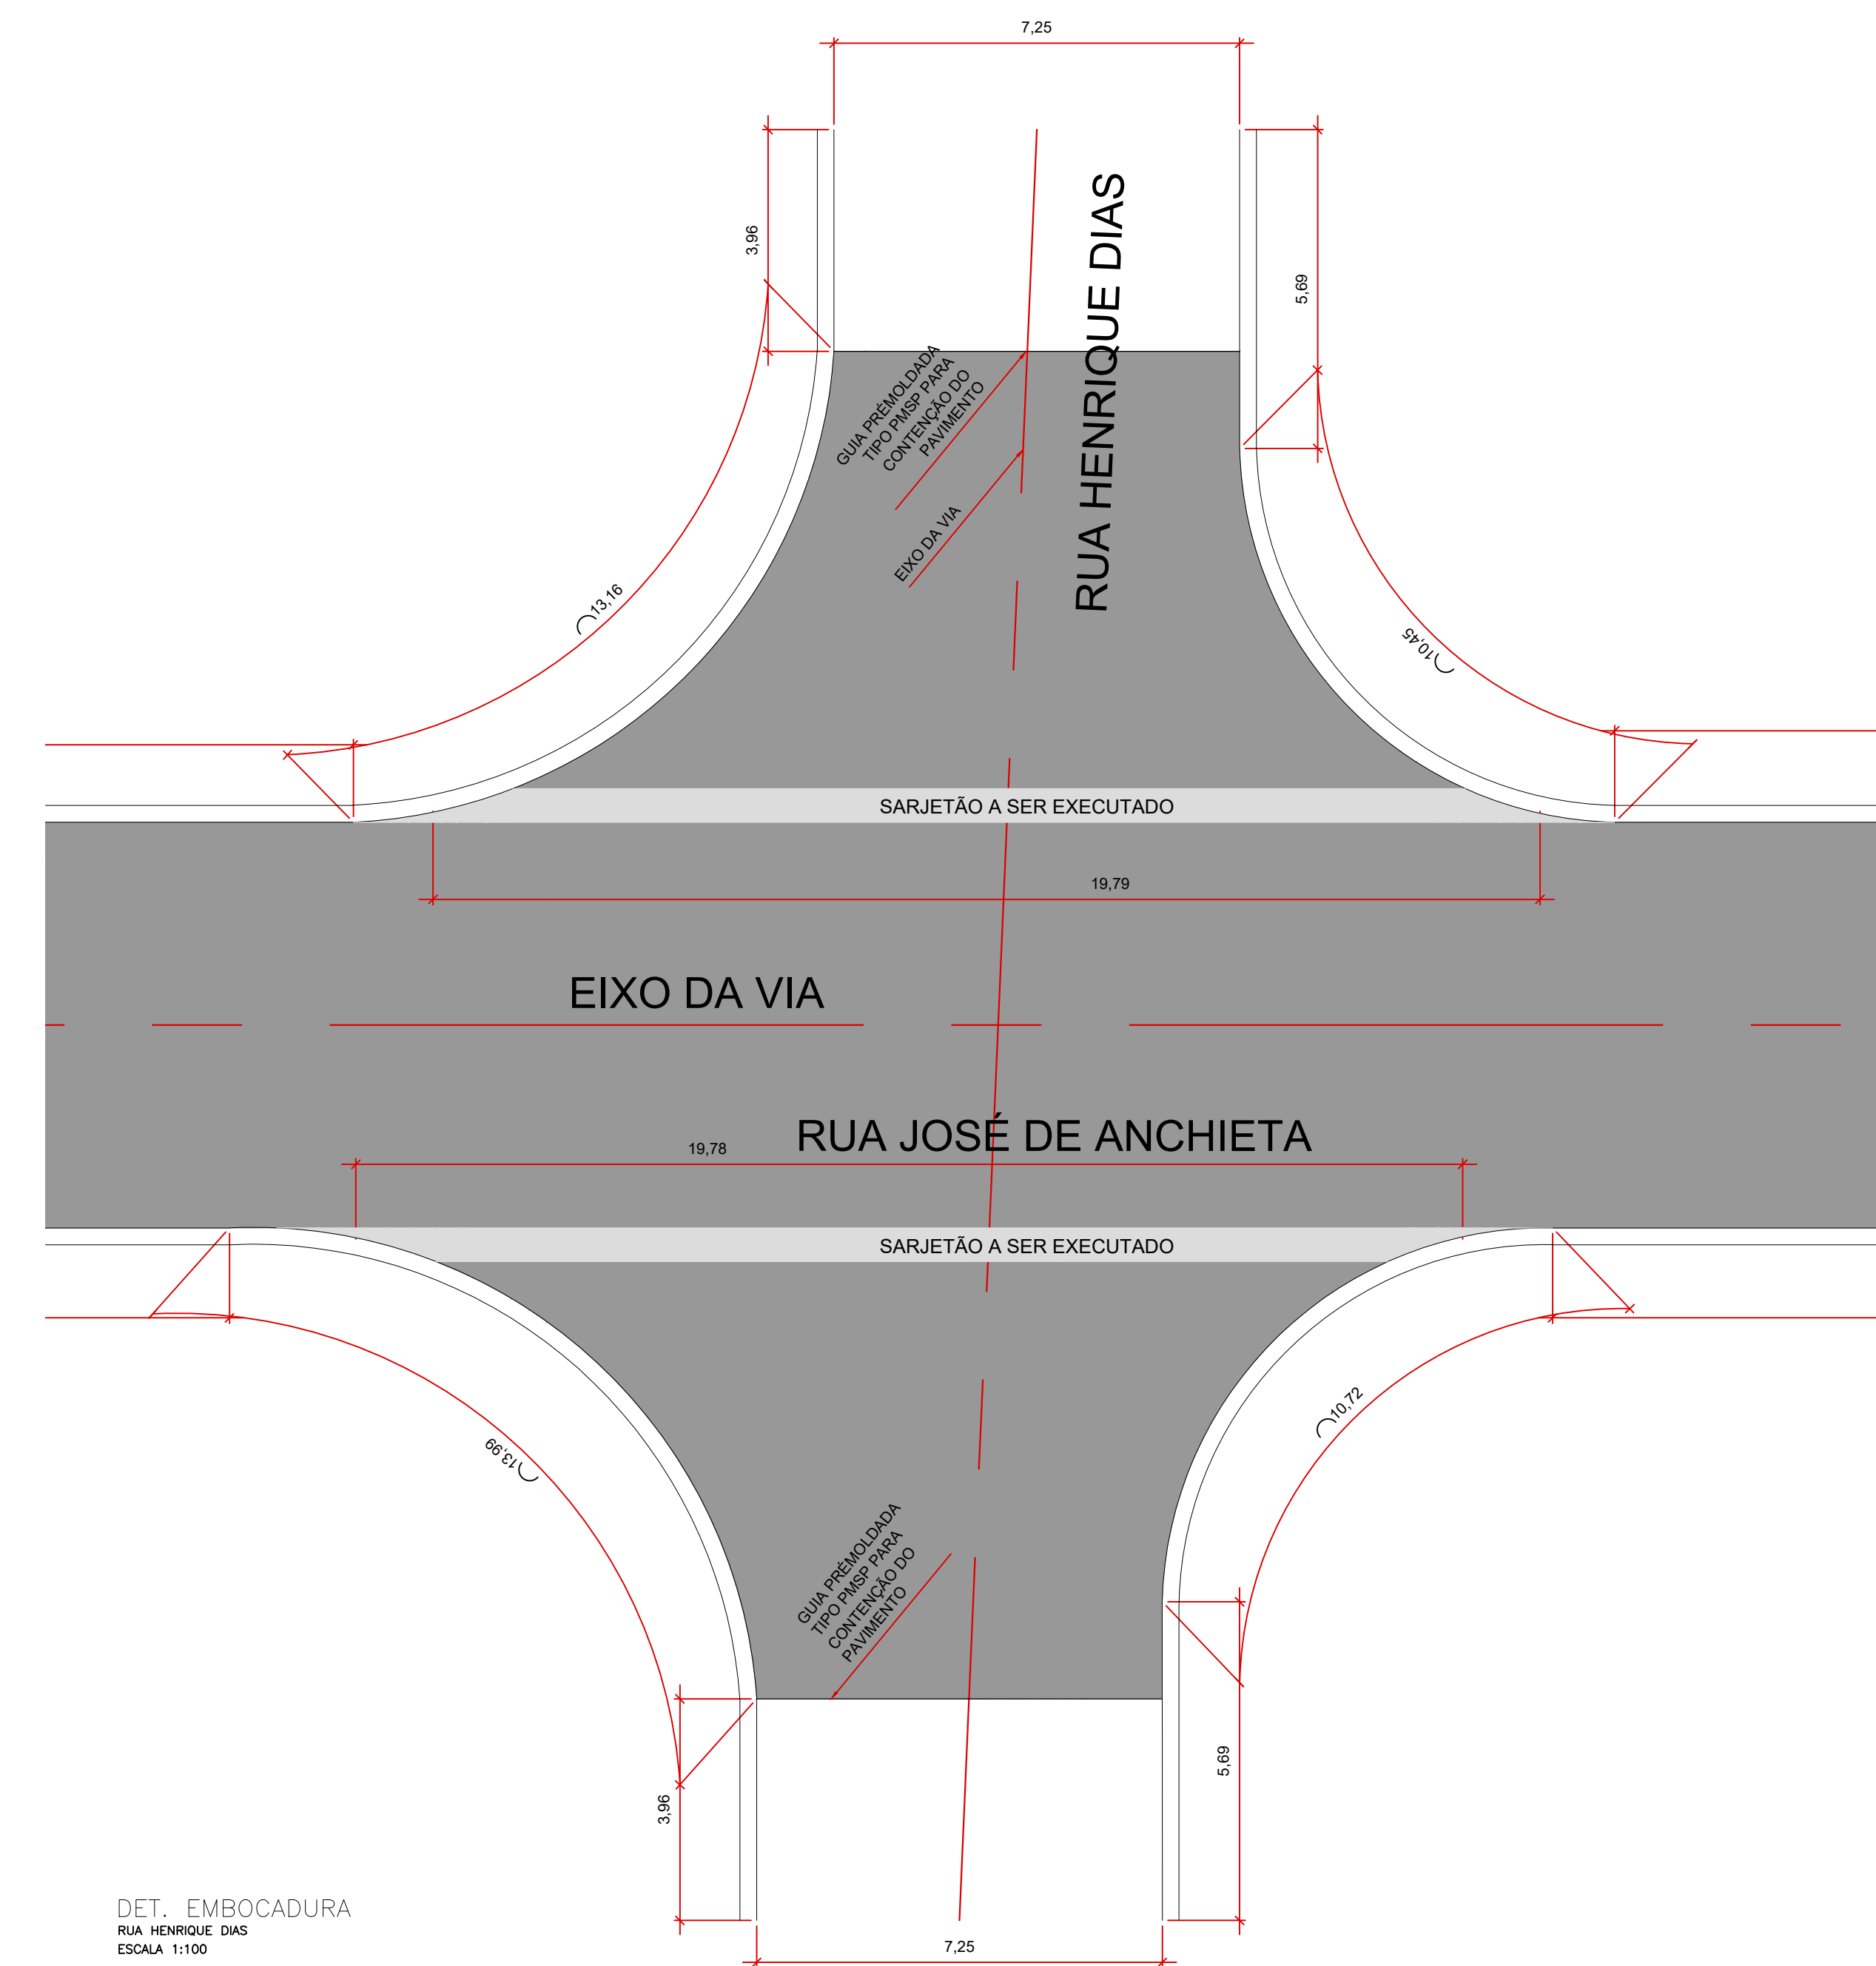 7,25
3,96
5,69
RUA HENRIQUE DIAS
GUIA PRÉMOLDADA
TIPO PMSP PARA
CONTENÇÃO DO
PAVIMENTO
EIXO DA VIA
13,16
10,45
SARJETÃO A SER EXECUTADO
19,79
EIXO DA VIA
RUA JOSÉ DE ANCHIETA
19,78
SARJETÃO A SER EXECUTADO
13,99
10,72
GUIA PRÉMOLDADA
TIPO PMSP PARA
CONTENÇÃO DO
PAVIMENTO
3,96
5,69
7,25
DET. EMBOCADURA
RUA HENRIQUE DIAS
ESCALA 1:100